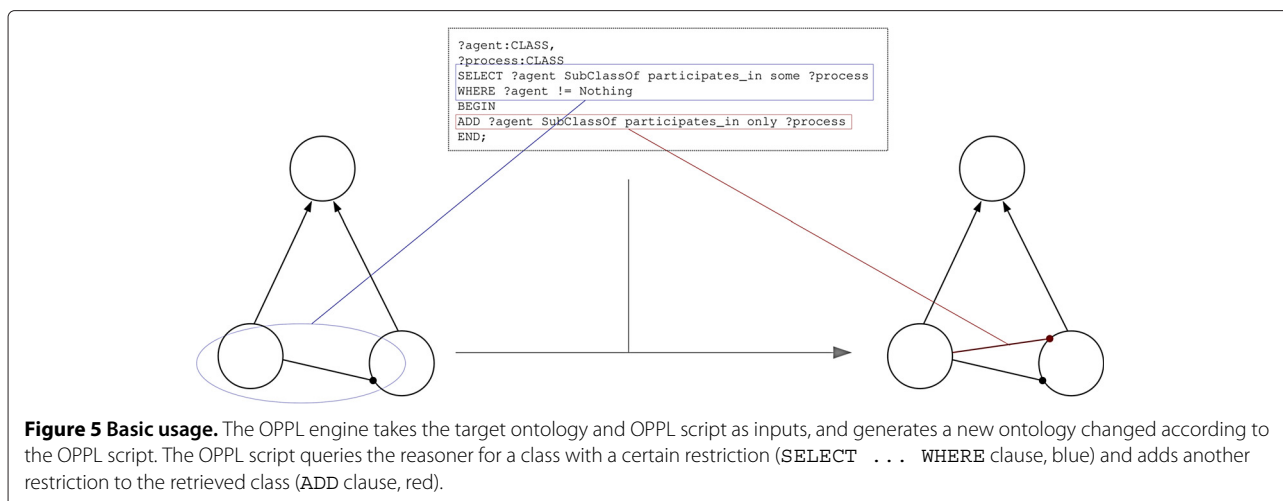 ?agent:CLASS,
?process:CLASS
SELECT ?agent SubClassOf participates_in some ?process
WHERE ?agent != Nothing
BEGIN
ADD ?agent SubClassOf participates_in only ?process
END;
Figure 5 Basic usage. The OPPL engine takes the target ontology and OPPL script as inputs, and generates a new ontology changed according to
the OPPL script. The OPPL script queries the reasoner for a class with a certain restriction (SELECT ... WHERE clause, blue) and adds another
restriction to the retrieved class (ADD clause, red).